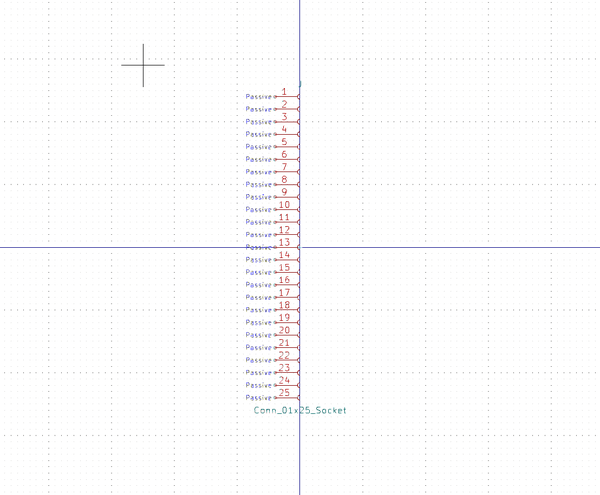 J
Passive 1
Passive 2
Passive 3
Passive 4
Passive 5
Passive 6
Passive 7
Passive 8
Passive 9
Passive 10
Passive 11
Passive 12
Passive 13
Passive 14
Passive 15
Passive 16
Passive 17
Passive 18
Passive 19
Passive 20
Passive 21
Passive 22
Passive 23
Passive 24
Passive 25
Conn_01x25_Socket